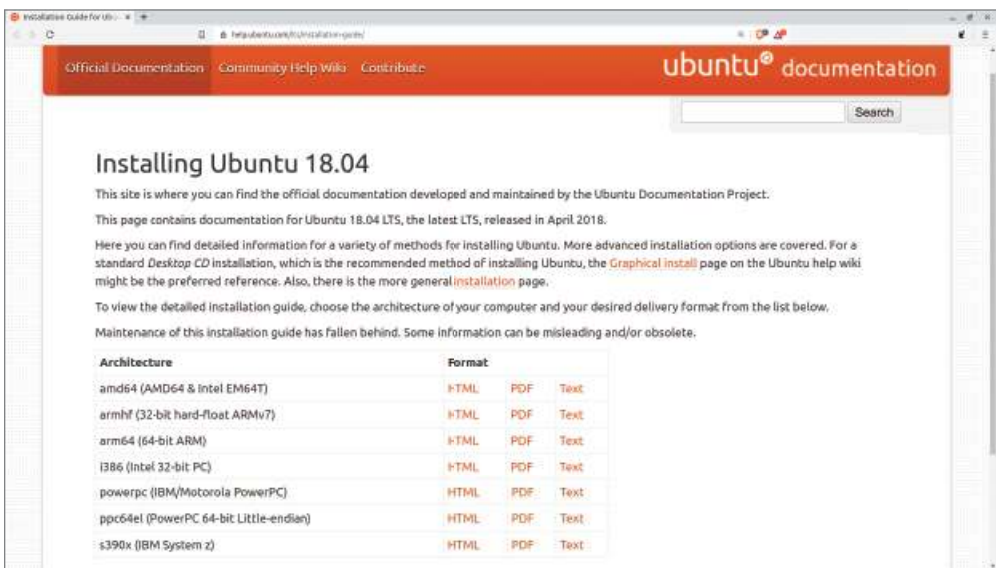 Installation Guide for Ubu
help.ubuntu.com/lts/installation-guide/
Official Documentation Community Help Wiki Contribute
ubuntu® documentation
Search
Installing Ubuntu 18.04
This site is where you can find the official documentation developed and maintained by the Ubuntu Documentation Project.
This page contains documentation for Ubuntu 18.04 LTS, the latest LTS, released in April 2018.
Here you can find detailed information for a variety of methods for installing Ubuntu. More advanced installation options are covered. For a
standard Desktop CD installation, which is the recommended method of installing Ubuntu, the Graphical install page on the Ubuntu help wiki
might be the preferred reference. Also, there is the more general installation page.
To view the detailed installation guide, choose the architecture of your computer and your desired delivery format from the list below.
Maintenance of this installation guide has fallen behind. Some information can be misleading and/or obsolete.
Architecture Format
amd64 (AMD64 & Intel EM64T) HTML PDF Text
armhf (32-bit hard-float ARMv7) HTML PDF Text
arm64 (64-bit ARM) HTML PDF Text
i386 (Intel 32-bit PC) HTML PDF Text
powerpc (IBM/Motorola PowerPC) HTML PDF Text
ppc64el (PowerPC 64-bit Little-endian) HTML PDF Text
s390x (IBM System z) HTML PDF Text